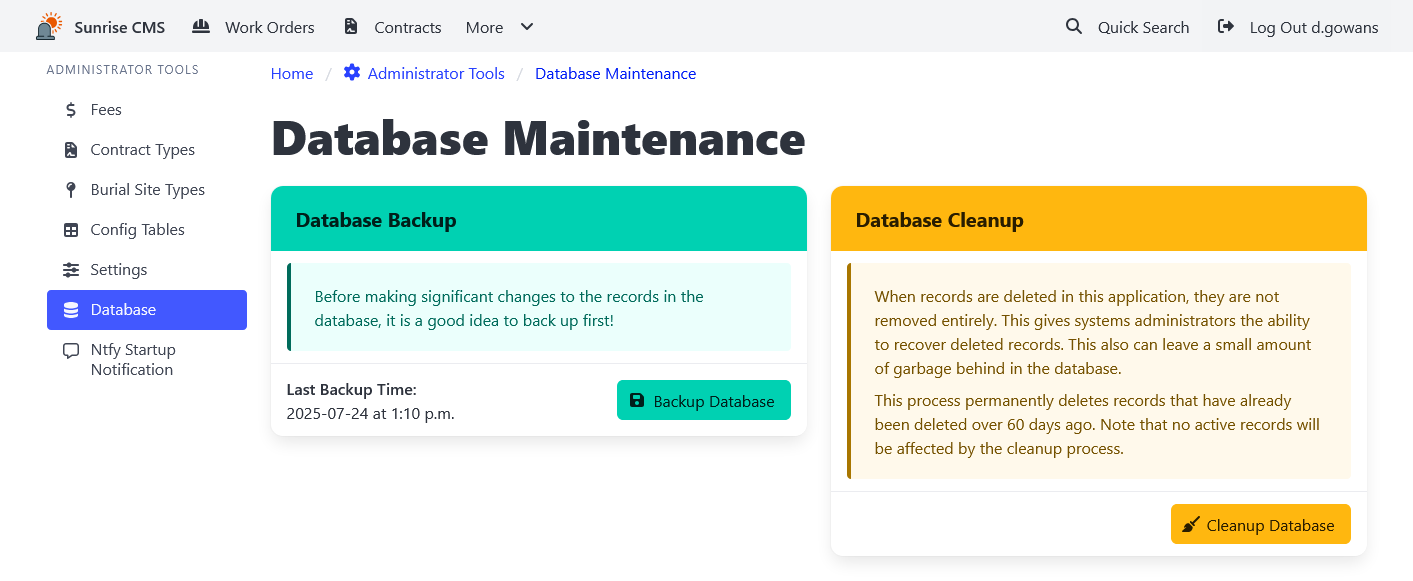 Sunrise CMS Work Orders Contracts More Quick Search Log Out d.gowans
ADMINISTRATOR TOOLS
Fees
Contract Types
Burial Site Types
Config Tables
Settings
Database
Ntfy Startup
Notification
Home / Administrator Tools / Database Maintenance
Database Maintenance
Database Backup
Before making significant changes to the records in the
database, it is a good idea to back up first!
Last Backup Time:
2025-07-24 at 1:10 p.m.
Backup Database
Database Cleanup
When records are deleted in this application, they are not
removed entirely. This gives systems administrators the ability
to recover deleted records. This also can leave a small amount
of garbage behind in the database.
This process permanently deletes records that have already
been deleted over 60 days ago. Note that no active records will
be affected by the cleanup process.
Cleanup Database